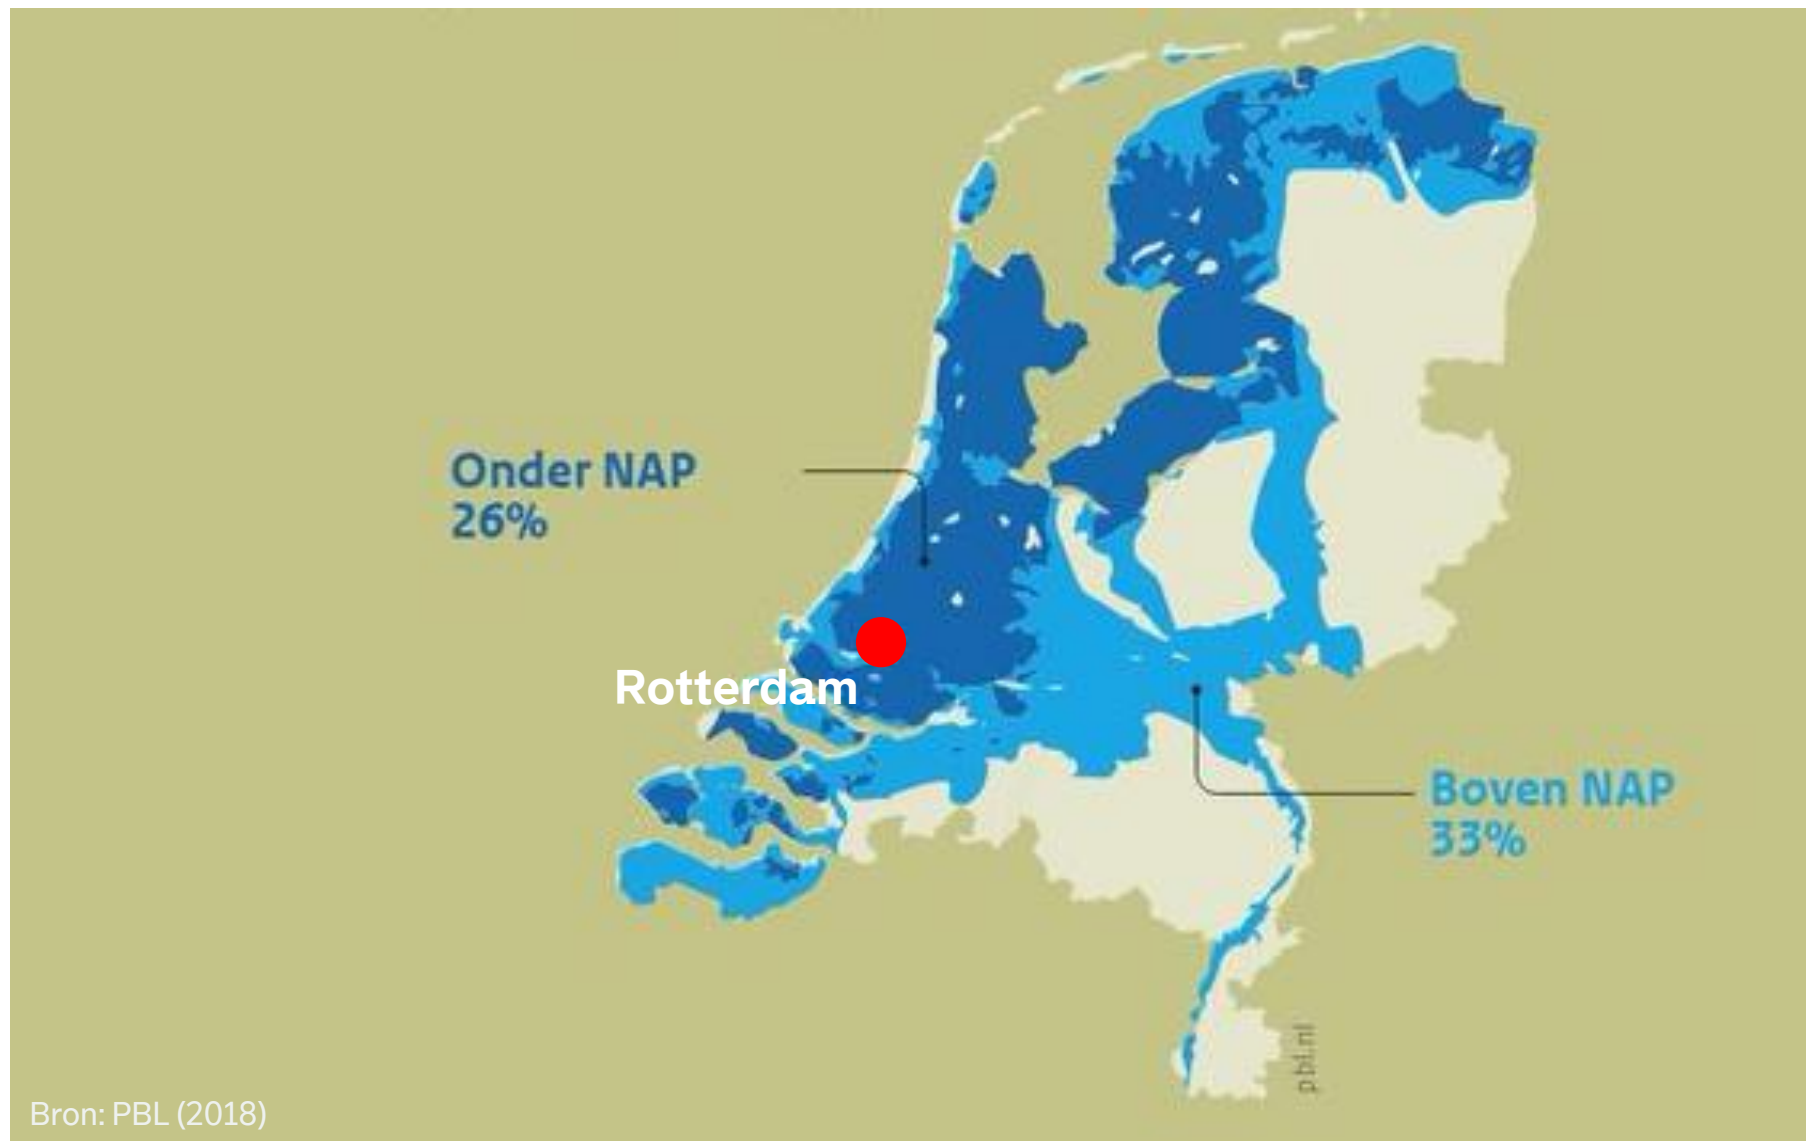 Onder NAP
26%
Rotterdam
Boven NAP
33%
pbl.nl
Bron: PBL (2018)